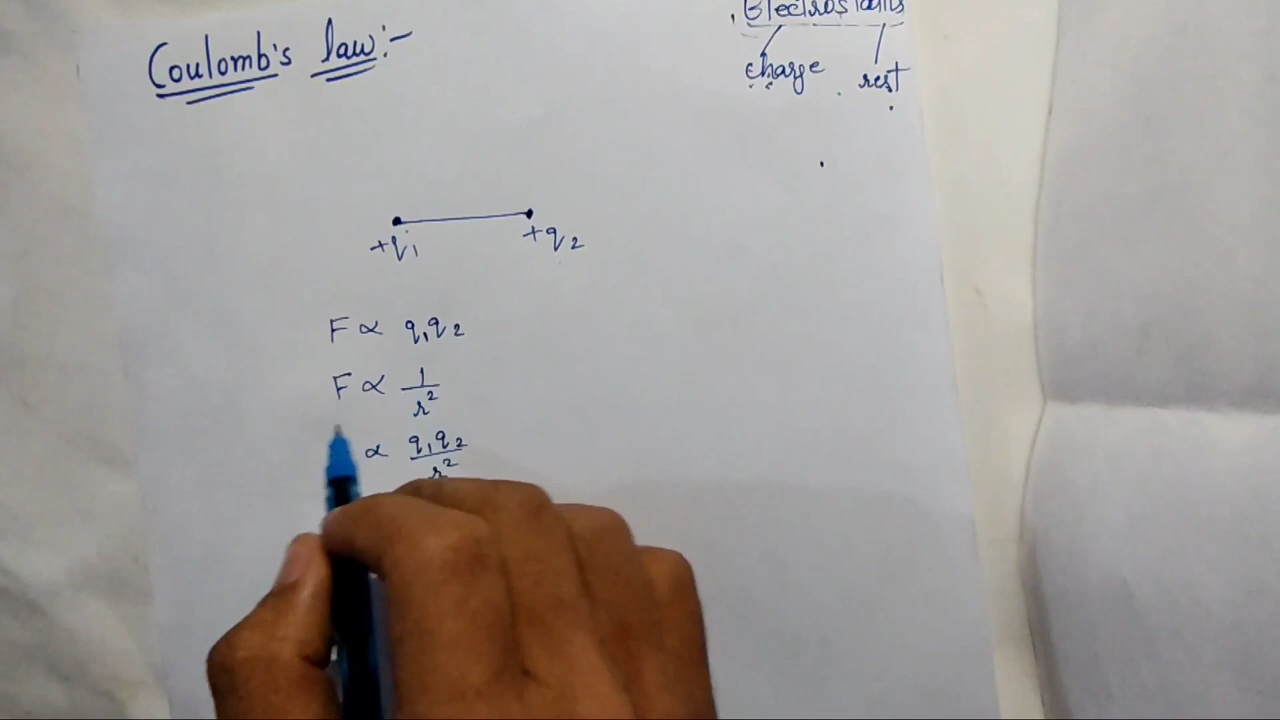 Electrostatics
charge rest
Coulomb's law:-
+q₁ +q₂
F ∝ q₁q₂
F ∝ 1/r²
∝ q₁q₂/r²